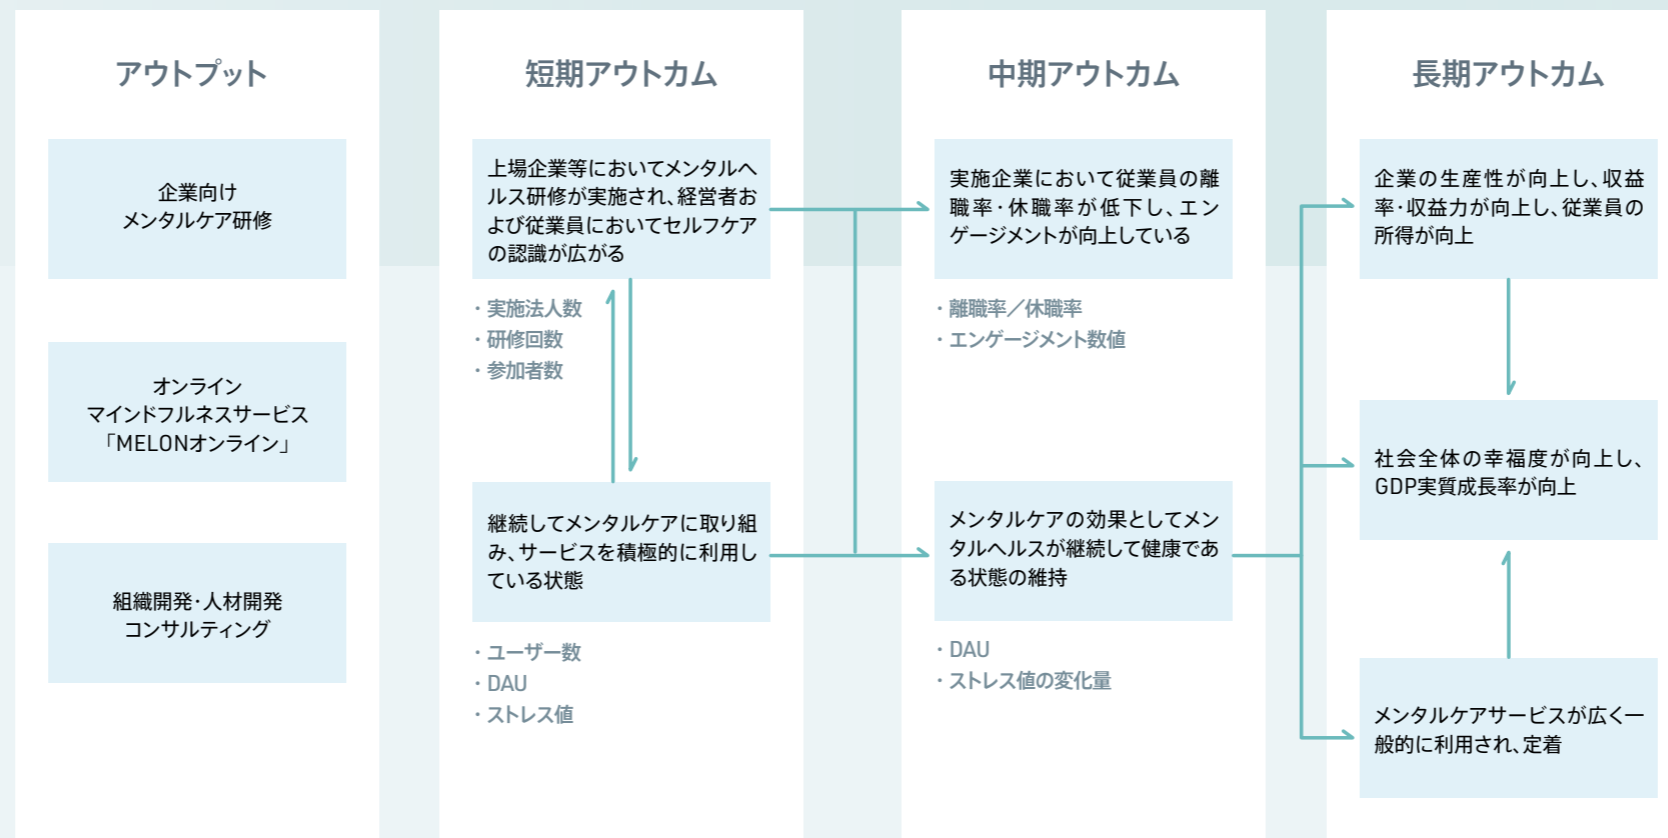 アウトプット
企業向け
メンタルケア研修
オンライン
マインドフルネスサービス
「MELONオンライン」
組織開発・人材開発
コンサルティング
短期アウトカム
上場企業等においてメンタルヘ
ルス研修が実施され、経営者お
よび従業員においてセルフケア
の認識が広がる
・実施法人数
・研修回数
・参加者数
継続してメンタルケアに取り組
み、サービスを積極的に利用し
ている状態
・ユーザー数
・DAU
・ストレス値
中期アウトカム
実施企業において従業員の離
職率・休職率が低下し、エン
ゲージメントが向上している
・離職率／休職率
・エンゲージメント数値
メンタルケアの効果としてメン
タルヘルスが継続して健康であ
る状態の維持
・DAU
・ストレス値の変化量
長期アウトカム
企業の生産性が向上し、収益
率・収益力が向上し、従業員の
所得が向上
社会全体の幸福度が向上し、
GDP実質成長率が向上
メンタルケアサービスが広く一
般的に利用され、定着